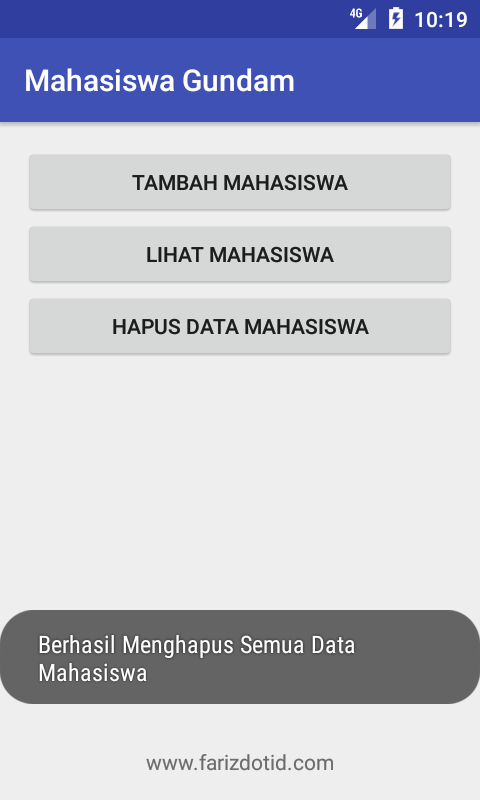 4G 10:19
Mahasiswa Gundam
TAMBAH MAHASISWA
LIHAT MAHASISWA
HAPUS DATA MAHASISWA
Berhasil Menghapus Semua Data
Mahasiswa
www.farizdotid.com